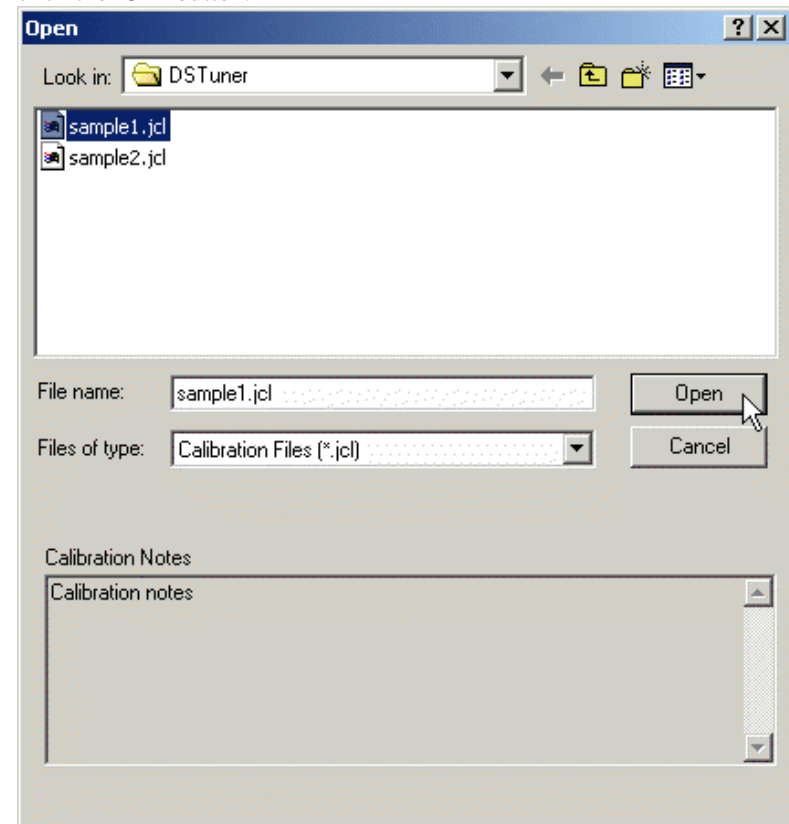 Open
Look in: DSTuner
sample1.jcl
sample2.jcl
File name: sample1.jcl Open
Files of type: Calibration Files (*.jcl) Cancel
Calibration Notes
Calibration notes